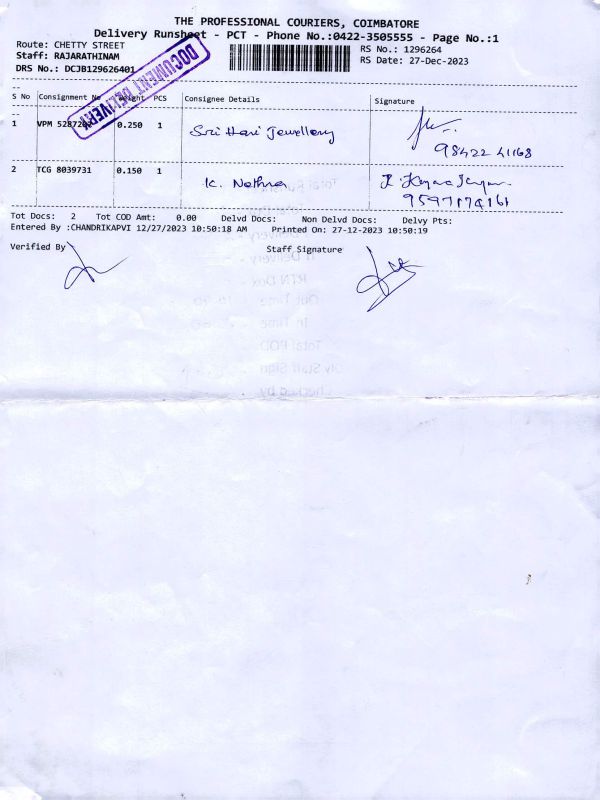 THE PROFESSIONAL COURIERS, COIMBATORE
Delivery Runsheet - PCT - Phone No.:0422-3505555 - Page No.:1
Route: CHETTY STREET
RS No.: 1296264
Staff: RAJARATHINAM
RS Date: 27-Dec-2023
DRS No.: DCJB129626401
DOCUMENT DELIVERY
S No Consignment No Weight PCS Consignee Details Signature
1 VPM 0.250 1 Sri Hari Jewellery
98422 41168
2 TCG 8039731 0.150 1 K. Nethra
Tot Docs: 2 Tot COD Amt: 0.00 Delvd Docs: Non Delvd Docs: Delvy Pts:
Entered By :CHANDRIKAPVI 12/27/2023 10:50:18 AM Printed On: 27-12-2023 10:50:19
Verified By Staff Signature